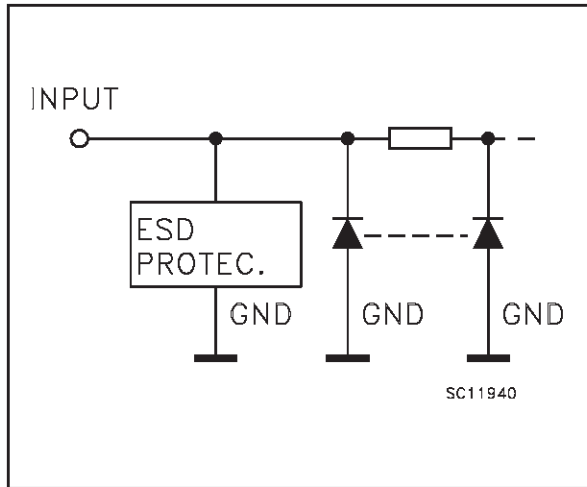 INPUT
ESD
PROTEC.
GND
GND
GND
SC11940